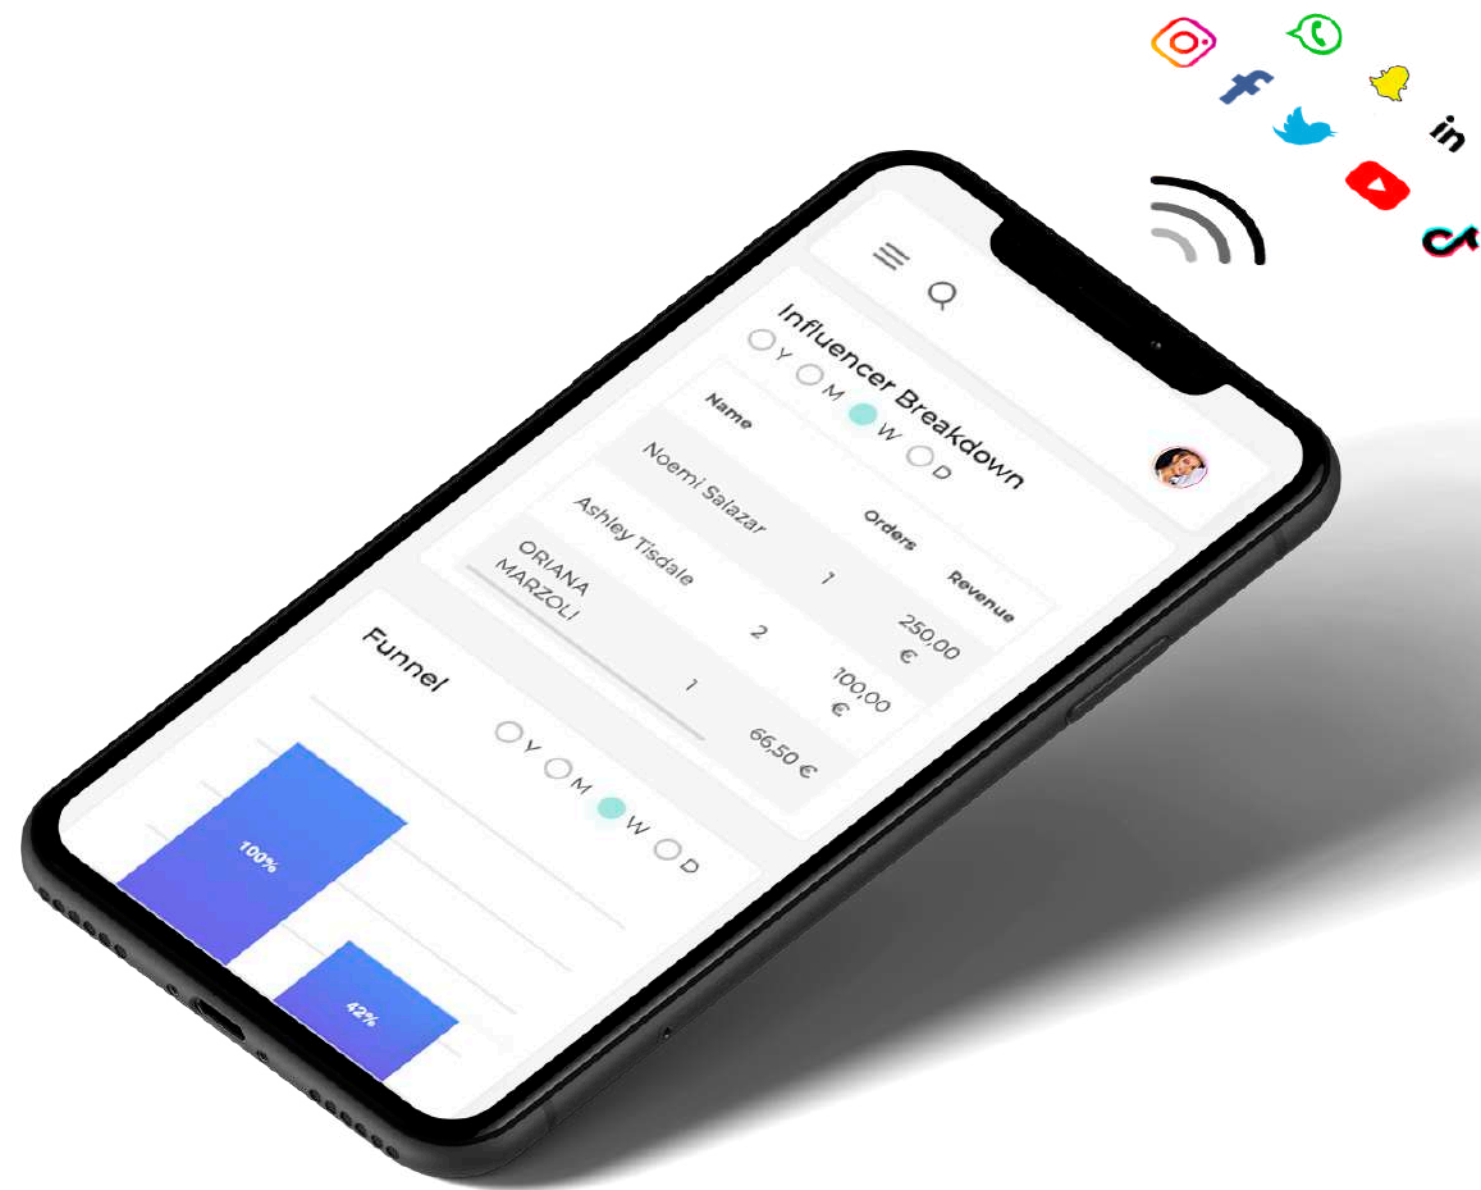 Influencer Breakdown
Y M W D
Name Orders Revenue
Noemi Salazar 1 250,00
€
Ashley Tisdale 2 100,00
€
ORIANA
MARZOLI 1 66,50 €
Funnel
Y M W D
100%
42%
in